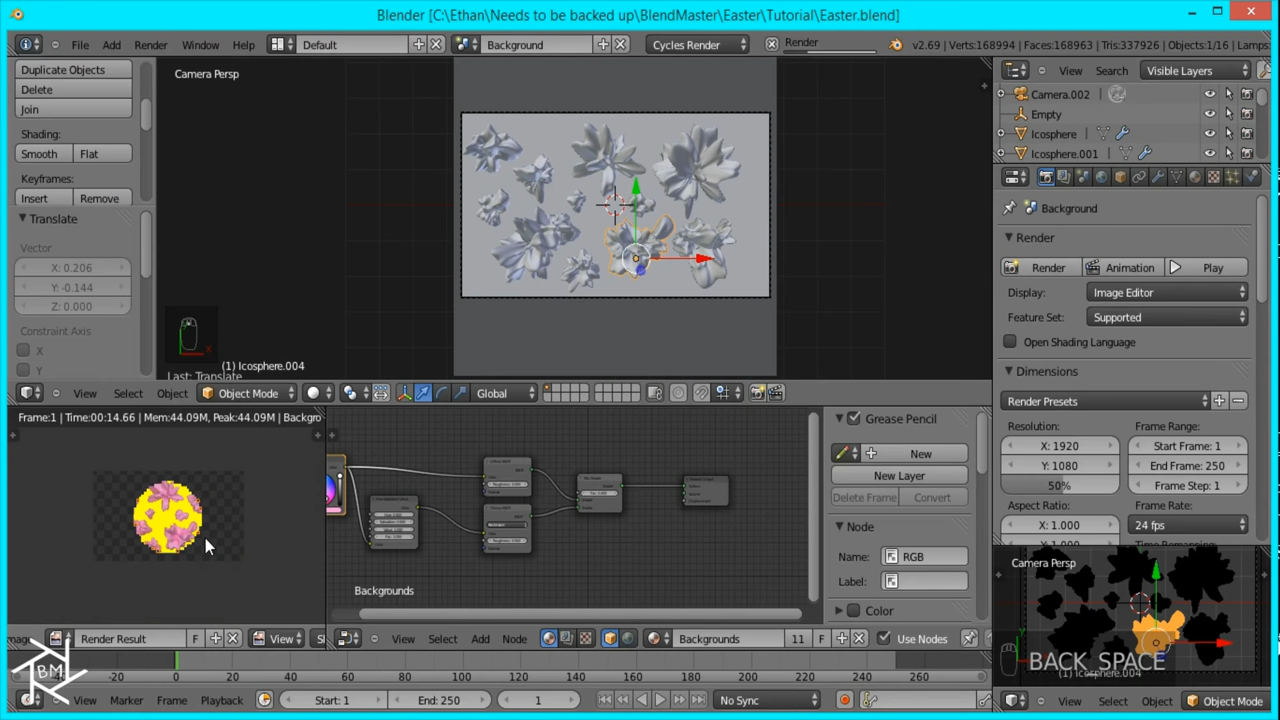 Blender [C:\Ethan\Needs to be backed up\BlendMaster\Easter\Tutorial\Easter.blend]
File Add Render Window Help Default Background Cycles Render Render v2.69 | Verts:168994 | Faces:168963 | Tris:337926 | Objects:1/16 | Lamps:
Duplicate Objects
Delete
Join
Shading:
Smooth Flat
Keyframes:
Insert Remove
Translate
Vector
X: 0.206
Y: -0.144
Z: 0.000
Constraint Axis
X
Y
Camera Persp
(1) Icosphere.004
Last: Translate
View Select Object Object Mode Global
View Search Visible Layers
Camera.002
Empty
Icosphere
Icosphere.001
Background
Render
Render Animation Play
Display: Image Editor
Feature Set: Supported
Open Shading Language
Dimensions
Render Presets
Resolution: Frame Range:
X: 1920 Start Frame: 1
Y: 1080 End Frame: 250
50% Frame Step: 1
Aspect Ratio: Frame Rate:
X: 1.000 24 fps
Y: 1.000 Time Remapping
Frame:1 | Time:00:14.66 | Mem:44.09M, Peak:44.09M | Backgro
Backgrounds
Grease Pencil
New
New Layer
Delete Frame Convert
Node
Name: RGB
Label:
Color
Camera Persp
BACK_SPACE
(1) Icosphere.004
Render Result F View
View Select Add Node Backgrounds 11 F Use Nodes
-20 0 20 40 60 80 100 120 140 160 180 200 220 240 260
BM
View Marker Frame Playback Start: 1 End: 250 1 No Sync
View Select Object Object Mode